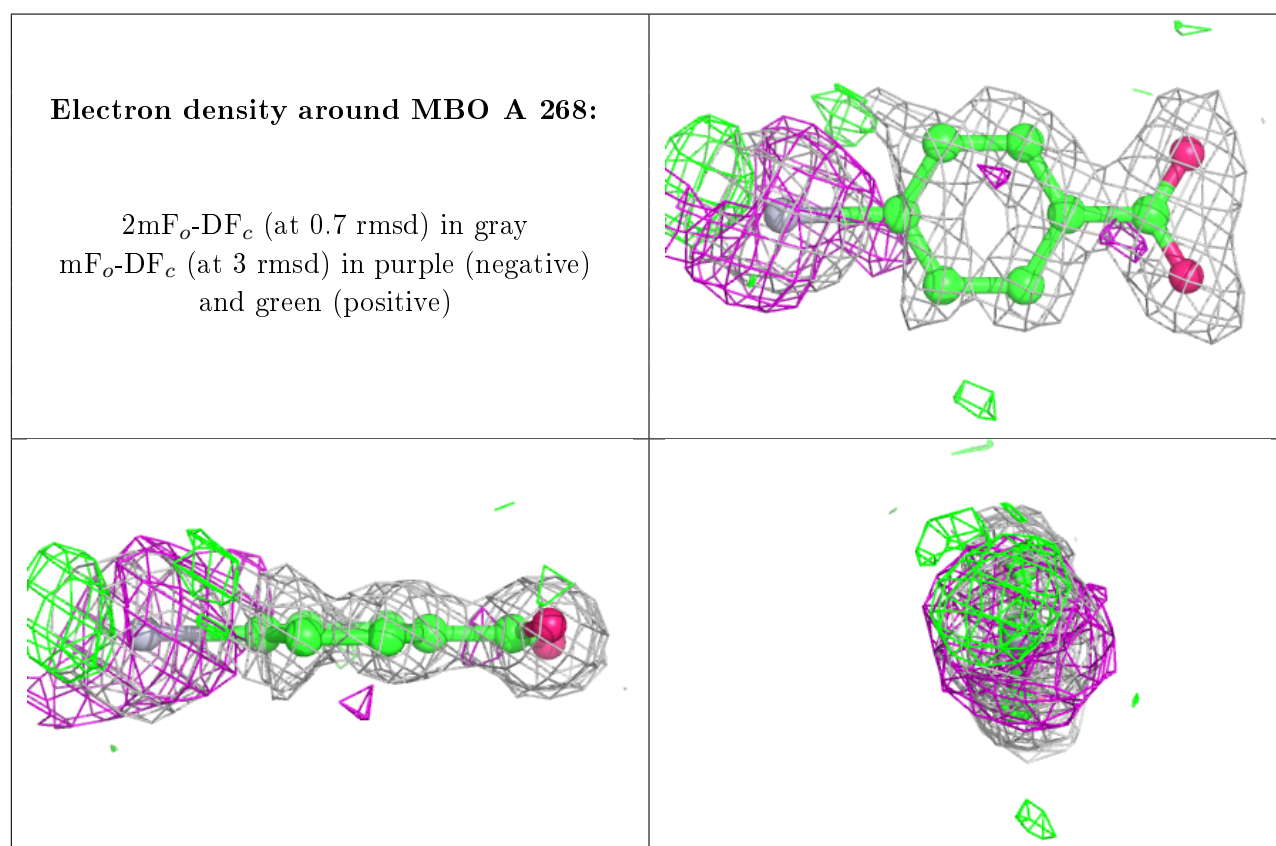 Electron density around MBO A 268:
2mFₒ-DF𝒸 (at 0.7 rmsd) in gray
mFₒ-DF𝒸 (at 3 rmsd) in purple (negative)
and green (positive)